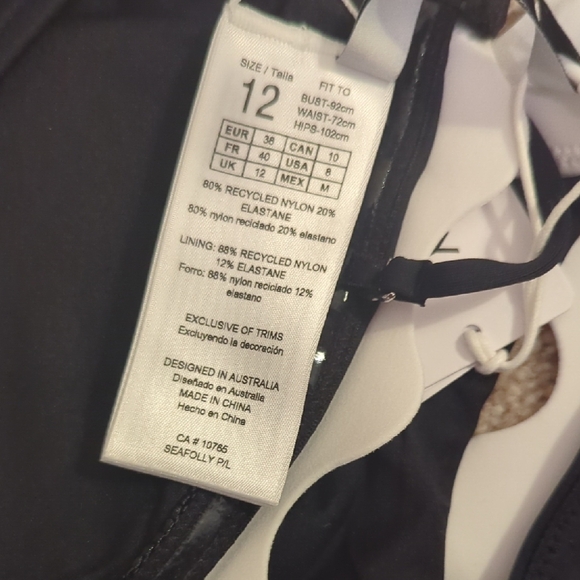 SIZE / Talla
12
FIT TO
BUST-92cm
WAIST-72cm
HIPS-102cm
EUR 38 CAN 10
FR 40 USA 8
UK 12 MEX M
80% RECYCLED NYLON 20%
ELASTANE
80% nylon reciclado 20% elastano
LINING: 88% RECYCLED NYLON
12% ELASTANE
Forro: 88% nylon reciclado 12%
elastano
EXCLUSIVE OF TRIMS
Excluyendo la decoración
DESIGNED IN AUSTRALIA
Diseñado en Australia
MADE IN CHINA
Hecho en China
CA # 10765
SEAFOLLY P/L